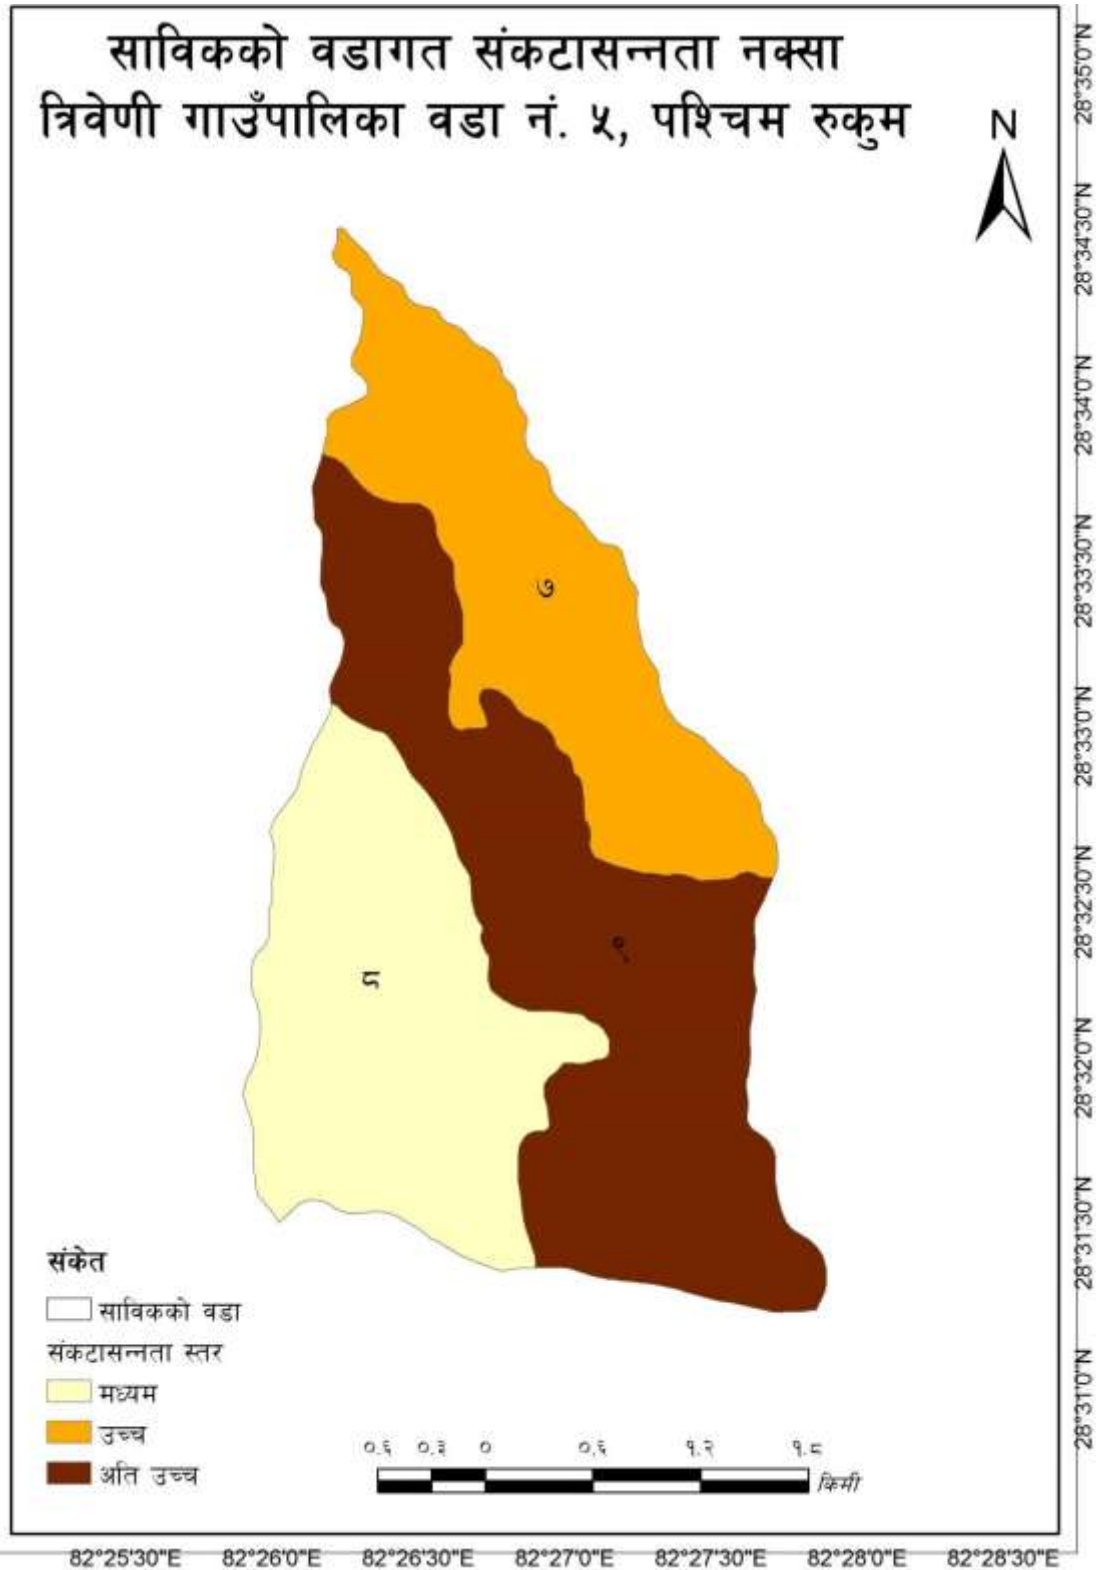 साविकको वडागत संकटासन्नता नक्सा
त्रिवेणी गाउँपालिका वडा नं. ५, पश्चिम रुकुम
N
७
९
८
संकेत
साविकको वडा
संकटासन्नता स्तर
मध्यम
उच्च
अति उच्च
०.६ ०.३ ० ०.६ १.२ १.८
किमी
28°35'0"N
28°34'30"N
28°34'0"N
28°33'30"N
28°33'0"N
28°32'30"N
28°32'0"N
28°31'30"N
28°31'0"N
82°25'30"E 82°26'0"E 82°26'30"E 82°27'0"E 82°27'30"E 82°28'0"E 82°28'30"E